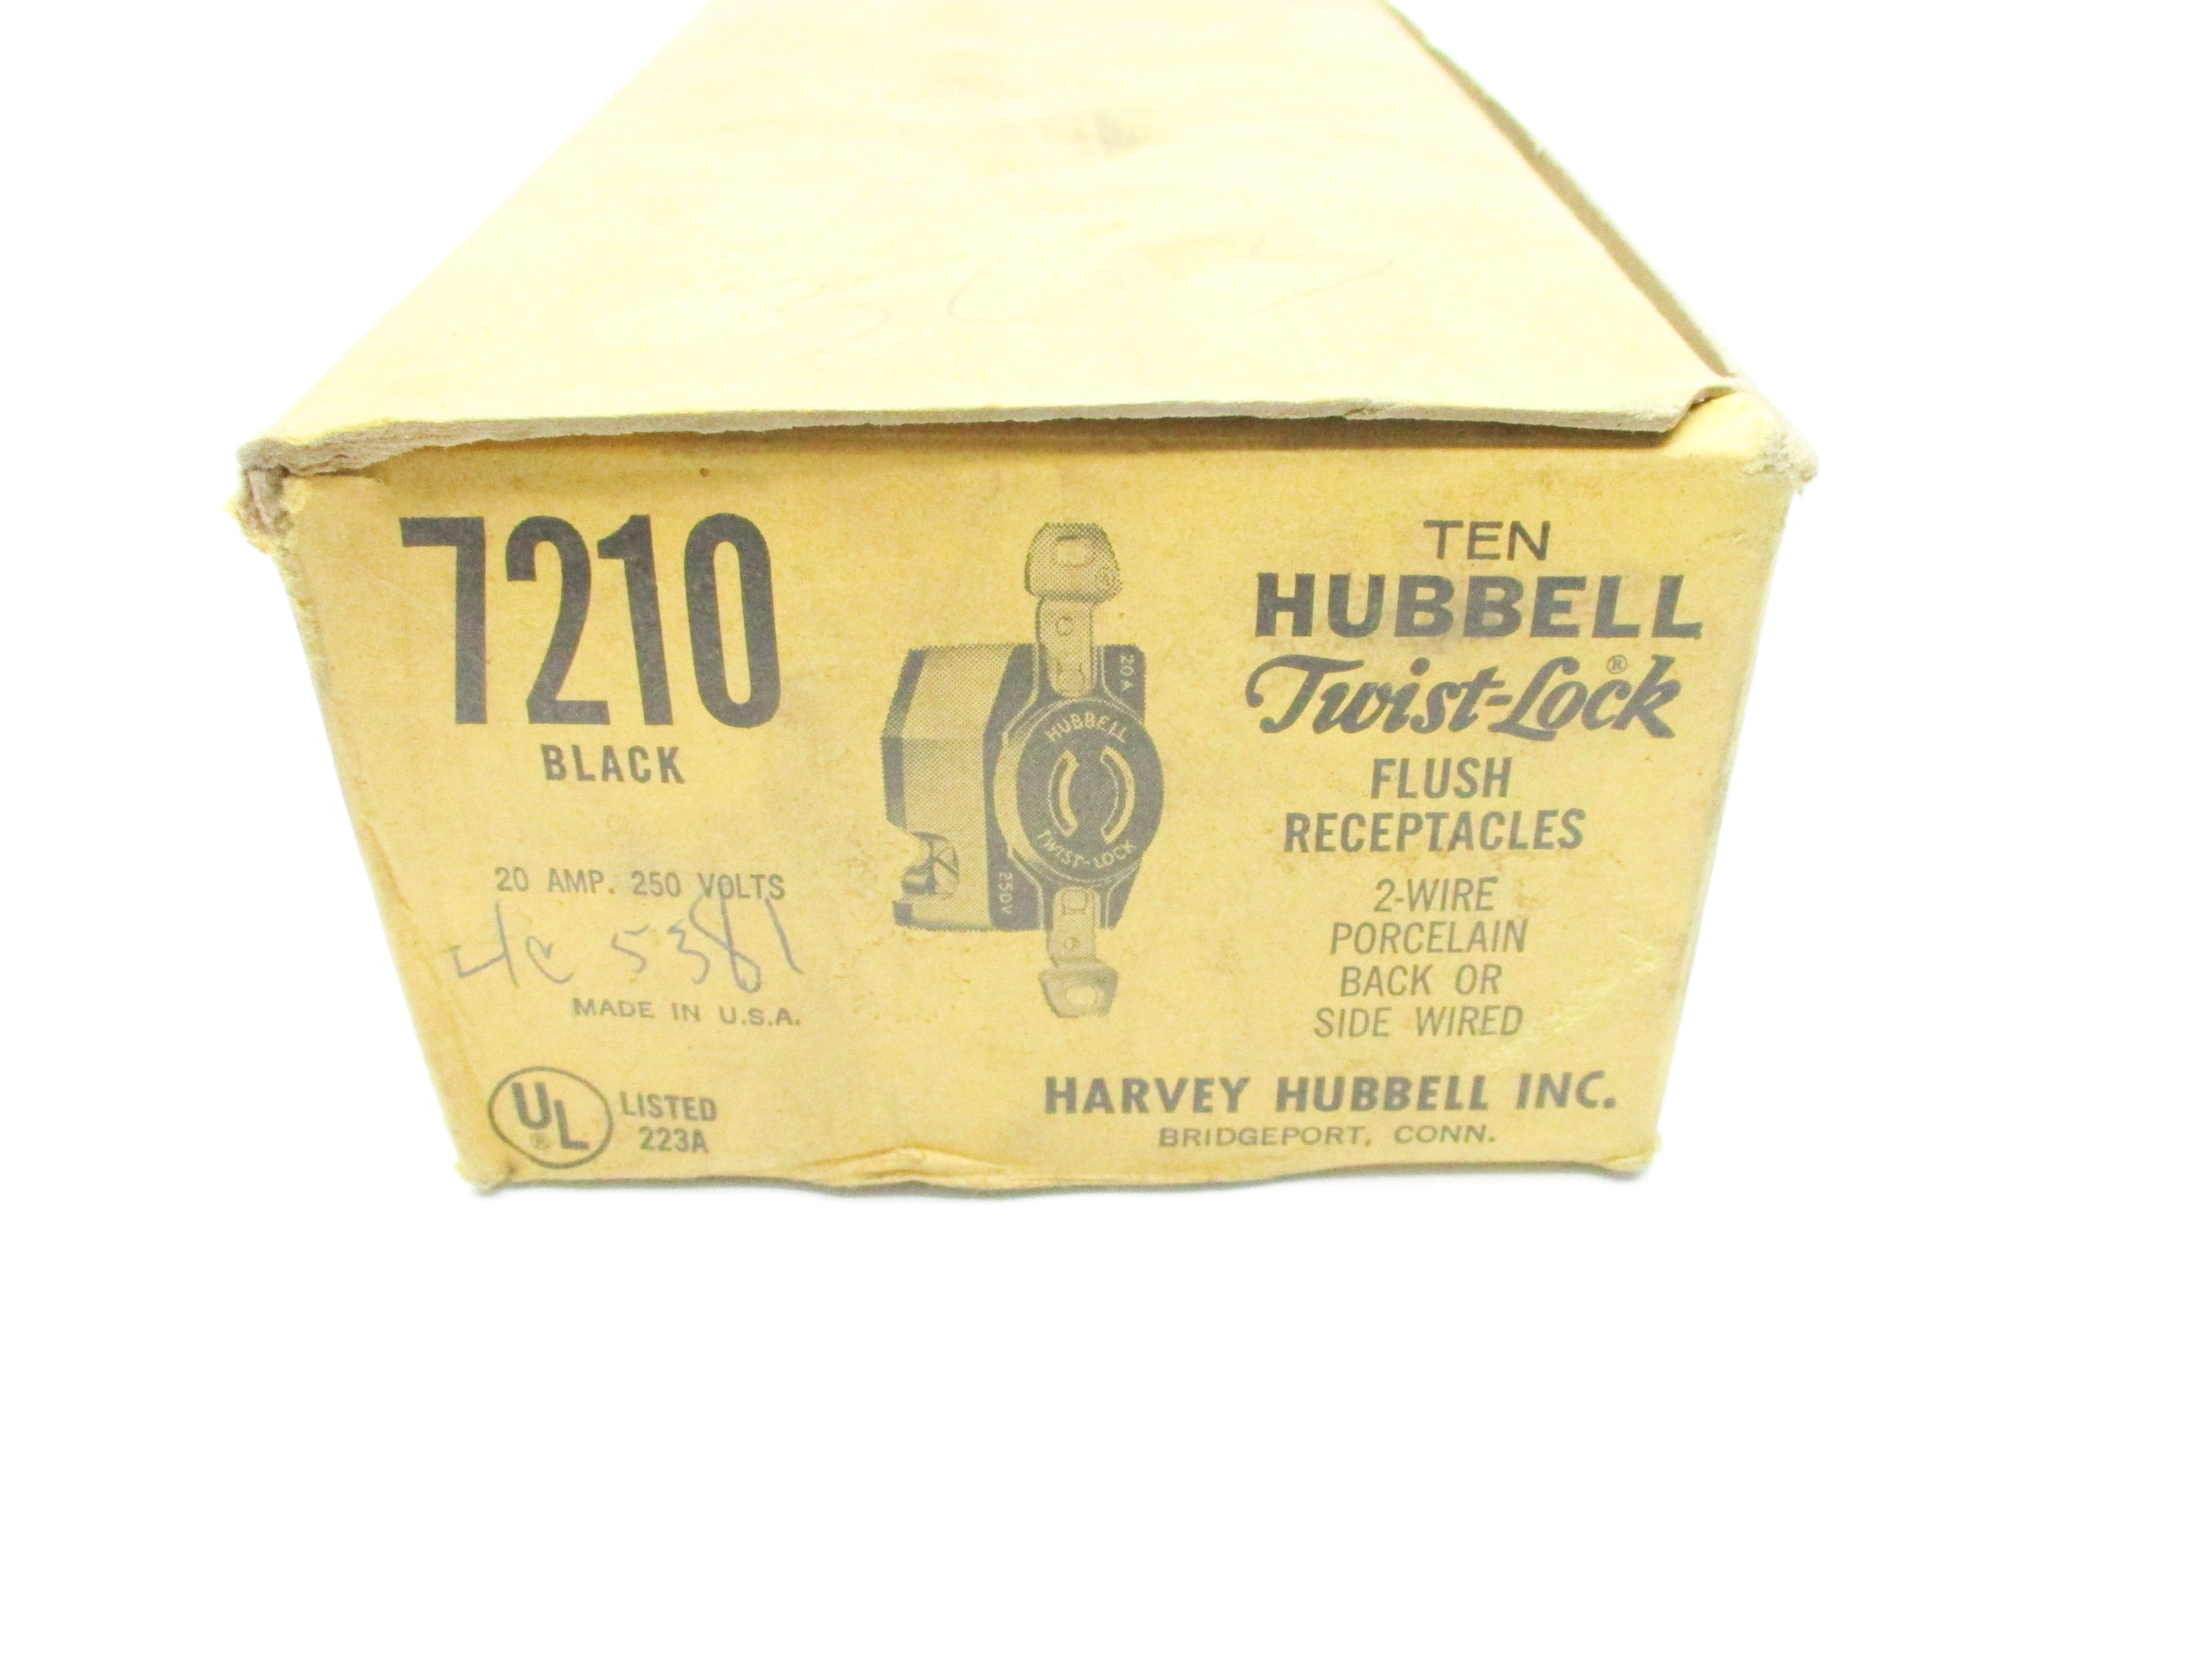 7210
BLACK
20 AMP. 250 VOLTS
4C 5381
MADE IN U.S.A.
UL®
LISTED
223A
20A
HUBBELL
TWIST-LOCK
250V
TEN
HUBBELL
Twist-Lock®
FLUSH
RECEPTACLES
2-WIRE
PORCELAIN
BACK OR
SIDE WIRED
HARVEY HUBBELL INC.
BRIDGEPORT, CONN.